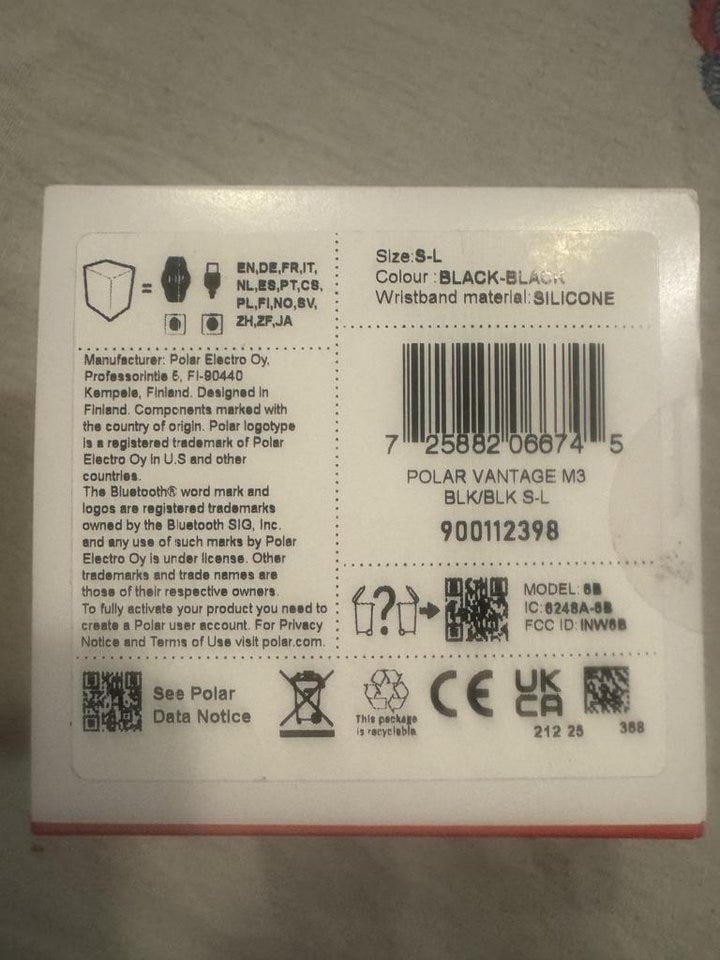 EN,DE,FR,IT,
NL,ES,PT,CS,
PL,FI,NO,SV,
ZH,ZF,JA
Manufacturer: Polar Electro Oy,
Professorintie 5, FI-90440
Kempele, Finland. Designed in
Finland. Components marked with
the country of origin. Polar logotype
is a registered trademark of Polar
Electro Oy in U.S and other
countries.
The Bluetooth® word mark and
logos are registered trademarks
owned by the Bluetooth SIG, Inc.
and any use of such marks by Polar
Electro Oy is under license. Other
trademarks and trade names are
those of their respective owners.
To fully activate your product you need to
create a Polar user account. For Privacy
Notice and Terms of Use visit polar.com.
Size:S-L
Colour :BLACK-BLACK
Wristband material:SILICONE
7 25882 06674 5
POLAR VANTAGE M3
BLK/BLK S-L
900112398
MODEL: 6B
IC:6248A-6B
FCC ID:INW6B
See Polar
Data Notice
This package
is recyclable
CE
UK
CA
212 25
368